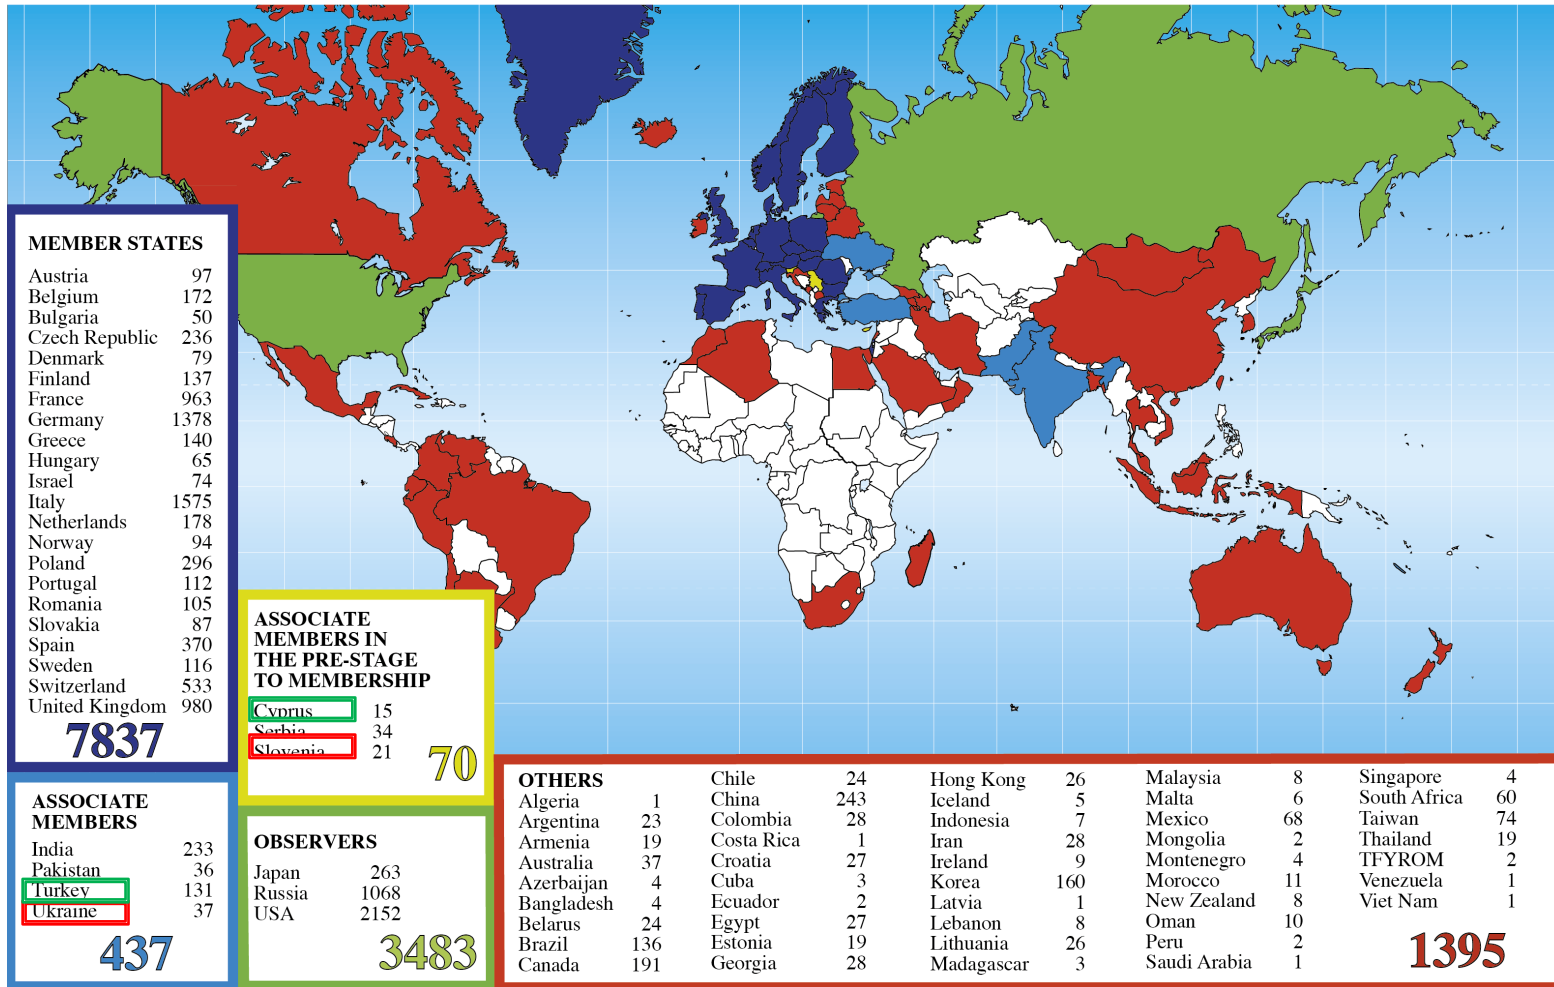 MEMBER STATES
Austria 97
Belgium 172
Bulgaria 50
Czech Republic 236
Denmark 79
Finland 137
France 963
Germany 1378
Greece 140
Hungary 65
Israel 74
Italy 1575
Netherlands 178
Norway 94
Poland 296
Portugal 112
Romania 105
Slovakia 87
Spain 370
Sweden 116
Switzerland 533
United Kingdom 980
7837
ASSOCIATE
MEMBERS
India 233
Pakistan 36
Turkey 131
Ukraine 37
437
ASSOCIATE
MEMBERS IN
THE PRE-STAGE
TO MEMBERSHIP
Cyprus 15
Serbia 34
Slovenia 21
70
OBSERVERS
Japan 263
Russia 1068
USA 2152
3483
OTHERS
Algeria 1
Argentina 23
Armenia 19
Australia 37
Azerbaijan 4
Bangladesh 4
Belarus 24
Brazil 136
Canada 191
Chile 24
China 243
Colombia 28
Costa Rica 1
Croatia 27
Cuba 3
Ecuador 2
Egypt 27
Estonia 19
Georgia 28
Hong Kong 26
Iceland 5
Indonesia 7
Iran 28
Ireland 9
Korea 160
Latvia 1
Lebanon 8
Lithuania 26
Madagascar 3
Malaysia 8
Malta 6
Mexico 68
Mongolia 2
Montenegro 4
Morocco 11
New Zealand 8
Oman 10
Peru 2
Saudi Arabia 1
Singapore 4
South Africa 60
Taiwan 74
Thailand 19
TFYROM 2
Venezuela 1
Viet Nam 1
1395